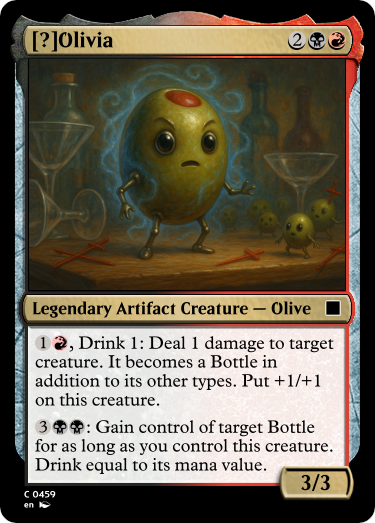 [?]Olivia 2
Legendary Artifact Creature — Olive
1 , Drink 1: Deal 1 damage to target
creature. It becomes a Bottle in
addition to its other types. Put +1/+1
on this creature.
3 : Gain control of target Bottle
for as long as you control this creature.
Drink equal to its mana value.
3/3
C 0459
en